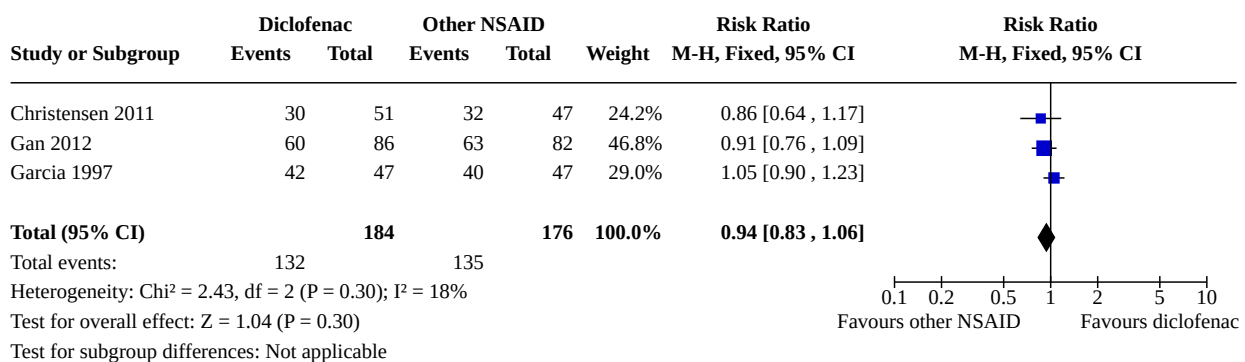 Diclofenac Other NSAID Risk Ratio Risk Ratio
Study or Subgroup Events Total Events Total Weight M-H, Fixed, 95% CI M-H, Fixed, 95% CI
Christensen 2011 30 51 32 47 24.2% 0.86 [0.64 , 1.17]
Gan 2012 60 86 63 82 46.8% 0.91 [0.76 , 1.09]
Garcia 1997 42 47 40 47 29.0% 1.05 [0.90 , 1.23]
Total (95% CI) 184 176 100.0% 0.94 [0.83 , 1.06]
Total events: 132 135
Heterogeneity: Chi² = 2.43, df = 2 (P = 0.30); I² = 18%
0.1 0.2 0.5 1 2 5 10
Test for overall effect: Z = 1.04 (P = 0.30) Favours other NSAID Favours diclofenac
Test for subgroup differences: Not applicable